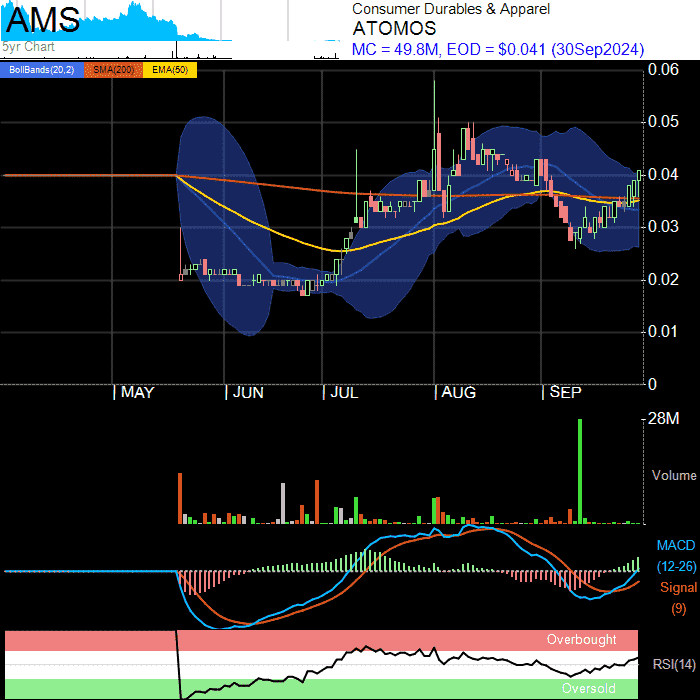 AMS
5yr Chart
Consumer Durables & Apparel
ATOMOS
MC = 49.8M, EOD = $0.041 (30Sep2024)
BollBands(20,2) SMA(200) EMA(50)
0.06
0.05
0.04
0.03
0.02
0.01
0
MAY JUN JUL AUG SEP
28M
Volume
MACD
(12-26)
Signal
(9)
Overbought
RSI(14)
Oversold